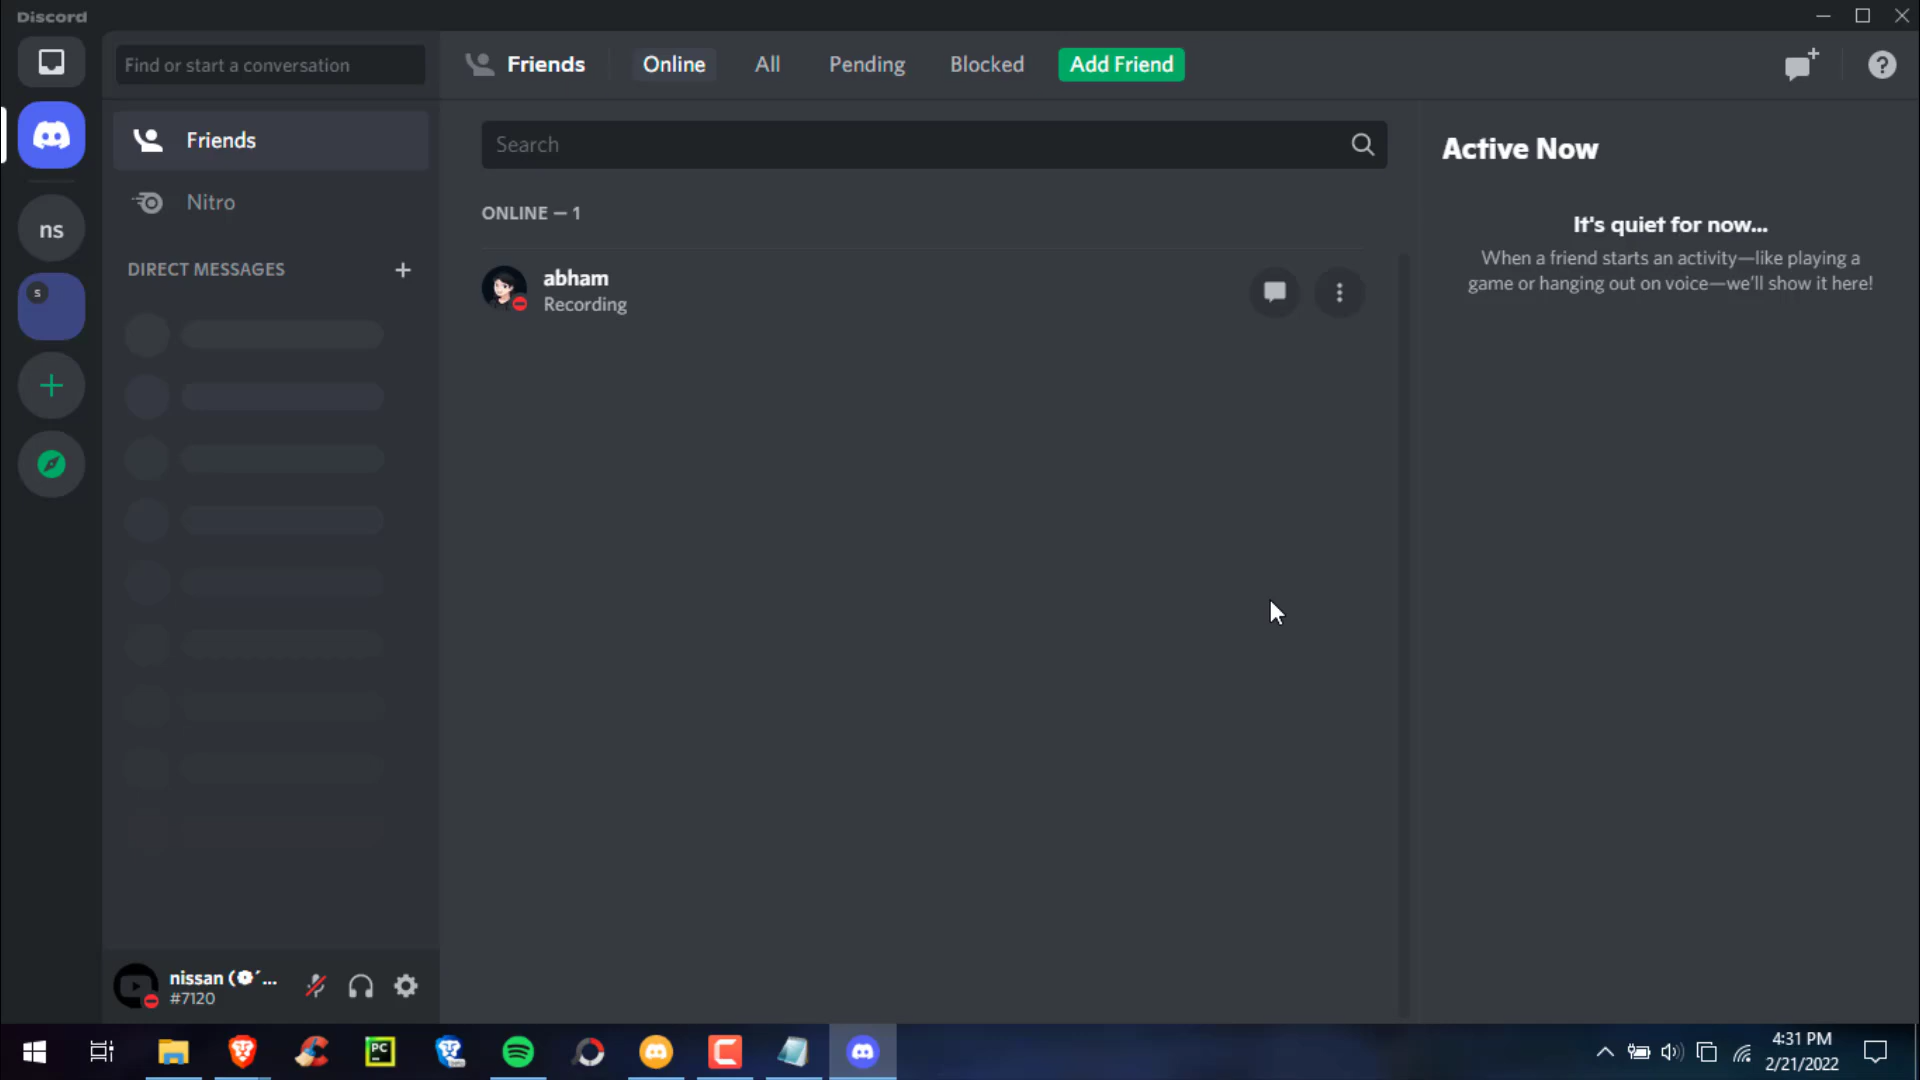 Discord
Find or start a conversation
Friends
Online
All
Pending
Blocked
Add Friend
Friends
Nitro
DIRECT MESSAGES
ns
s
Search
ONLINE — 1
abham
Recording
Active Now
It's quiet for now...
When a friend starts an activity—like playing a
game or hanging out on voice—we'll show it here!
nissan (❁´...
#7120
PC
4:31 PM
2/21/2022